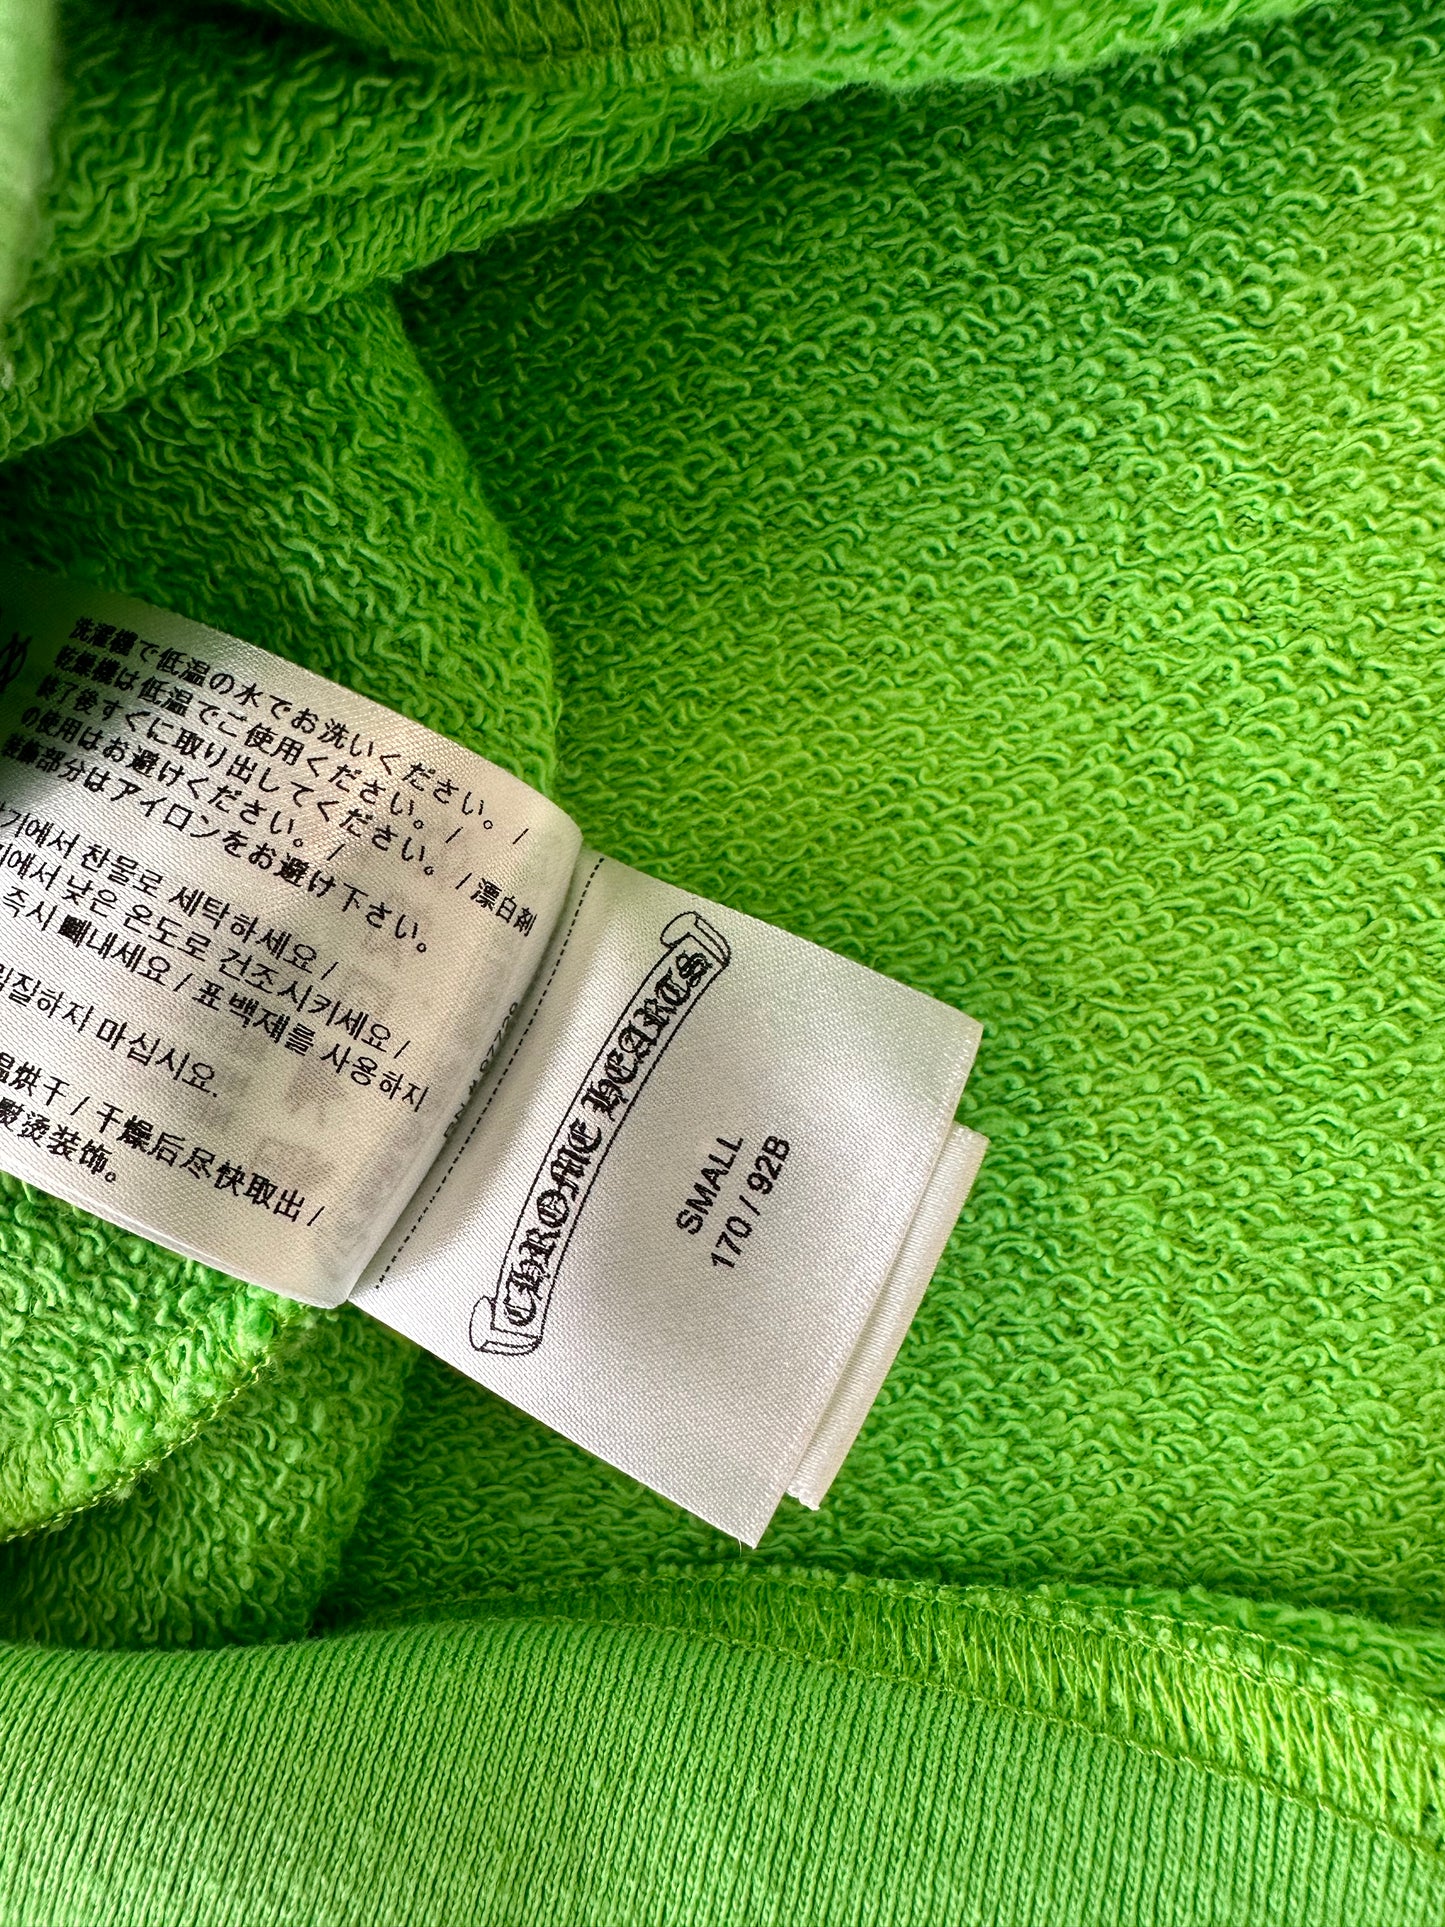 洗濯機で低温の水でお洗いください。/
乾燥機は低温でご使用ください。/
終了後すぐに取り出してください。/ 漂白剤
の使用はお避けください。/
装飾部分はアイロンをお避け下さい。
기에서 찬물로 세탁하세요 /
에서 낮은 온도로 건조시키세요 /
즉시 빼내세요 / 표백제를 사용하지
질하지 마십시요.
温烘干 / 干燥后尽快取出 /
熨烫装饰。
CHROME HEARTS
SMALL
170 / 92B